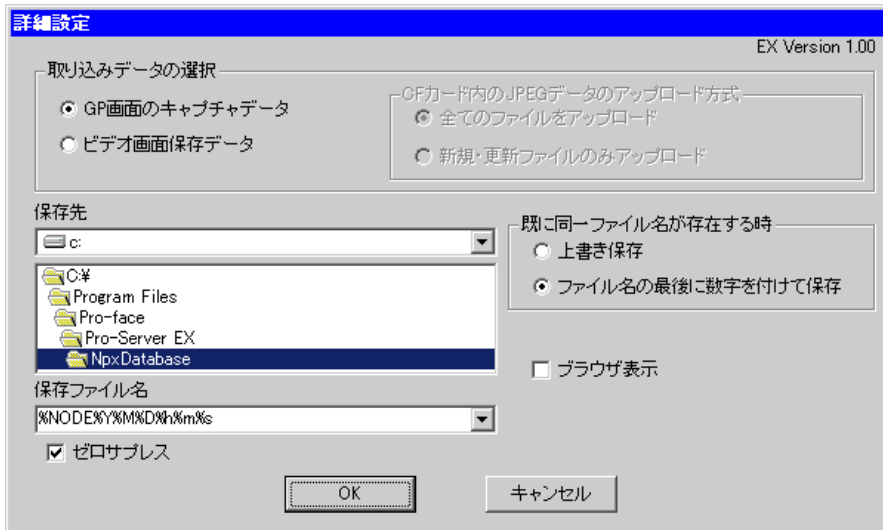 詳細設定
EX Version 1.00
取り込みデータの選択
GP画面のキャプチャデータ
ビデオ画面保存データ
CFカード内のJPEGデータのアップロード方式
全てのファイルをアップロード
新規・更新ファイルのみアップロード
保存先
c:
C:¥
Program Files
Pro-face
Pro-Server EX
NpxDatabase
既に同一ファイル名が存在する時
上書き保存
ファイル名の最後に数字を付けて保存
ブラウザ表示
保存ファイル名
%NODE%Y%M%D%h%m%s
ゼロサプレス
OK
キャンセル